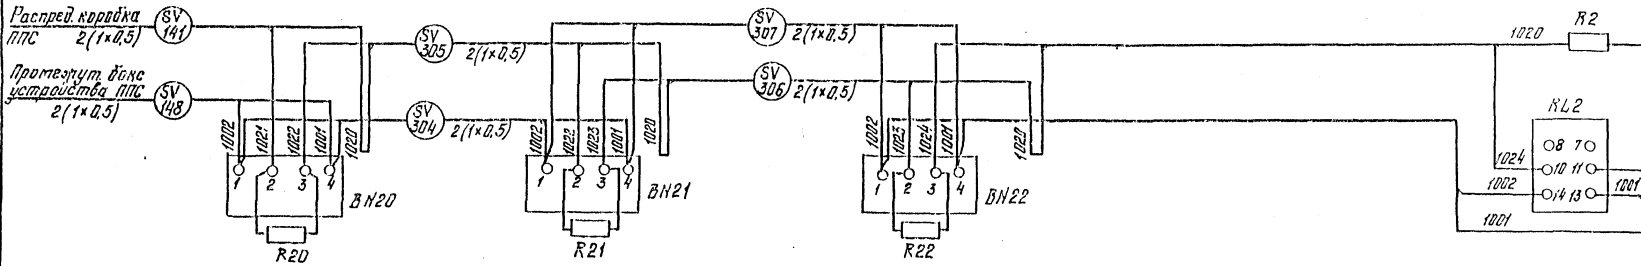 Распред. коробка
ППС 2(1×0,5)
SV
141
Промежут. бокс
устройства ППС
2(1×0,5)
SV
148
SV
305
2(1×0,5)
SV
304
2(1×0,5)
SV
307
2(1×0,5)
SV
306
2(1×0,5)
1002
1021
1022
1001
1020
1 2 3 4
ВН20
R20
1002
1022
1023
1001
1020
1 2 3 4
ВН21
R21
1002
1023
1024
1001
1020
1 2 3 4
ВН22
R22
1020
R2
KL2
8 7
1024
10 11
1002
14 13
1001
1001